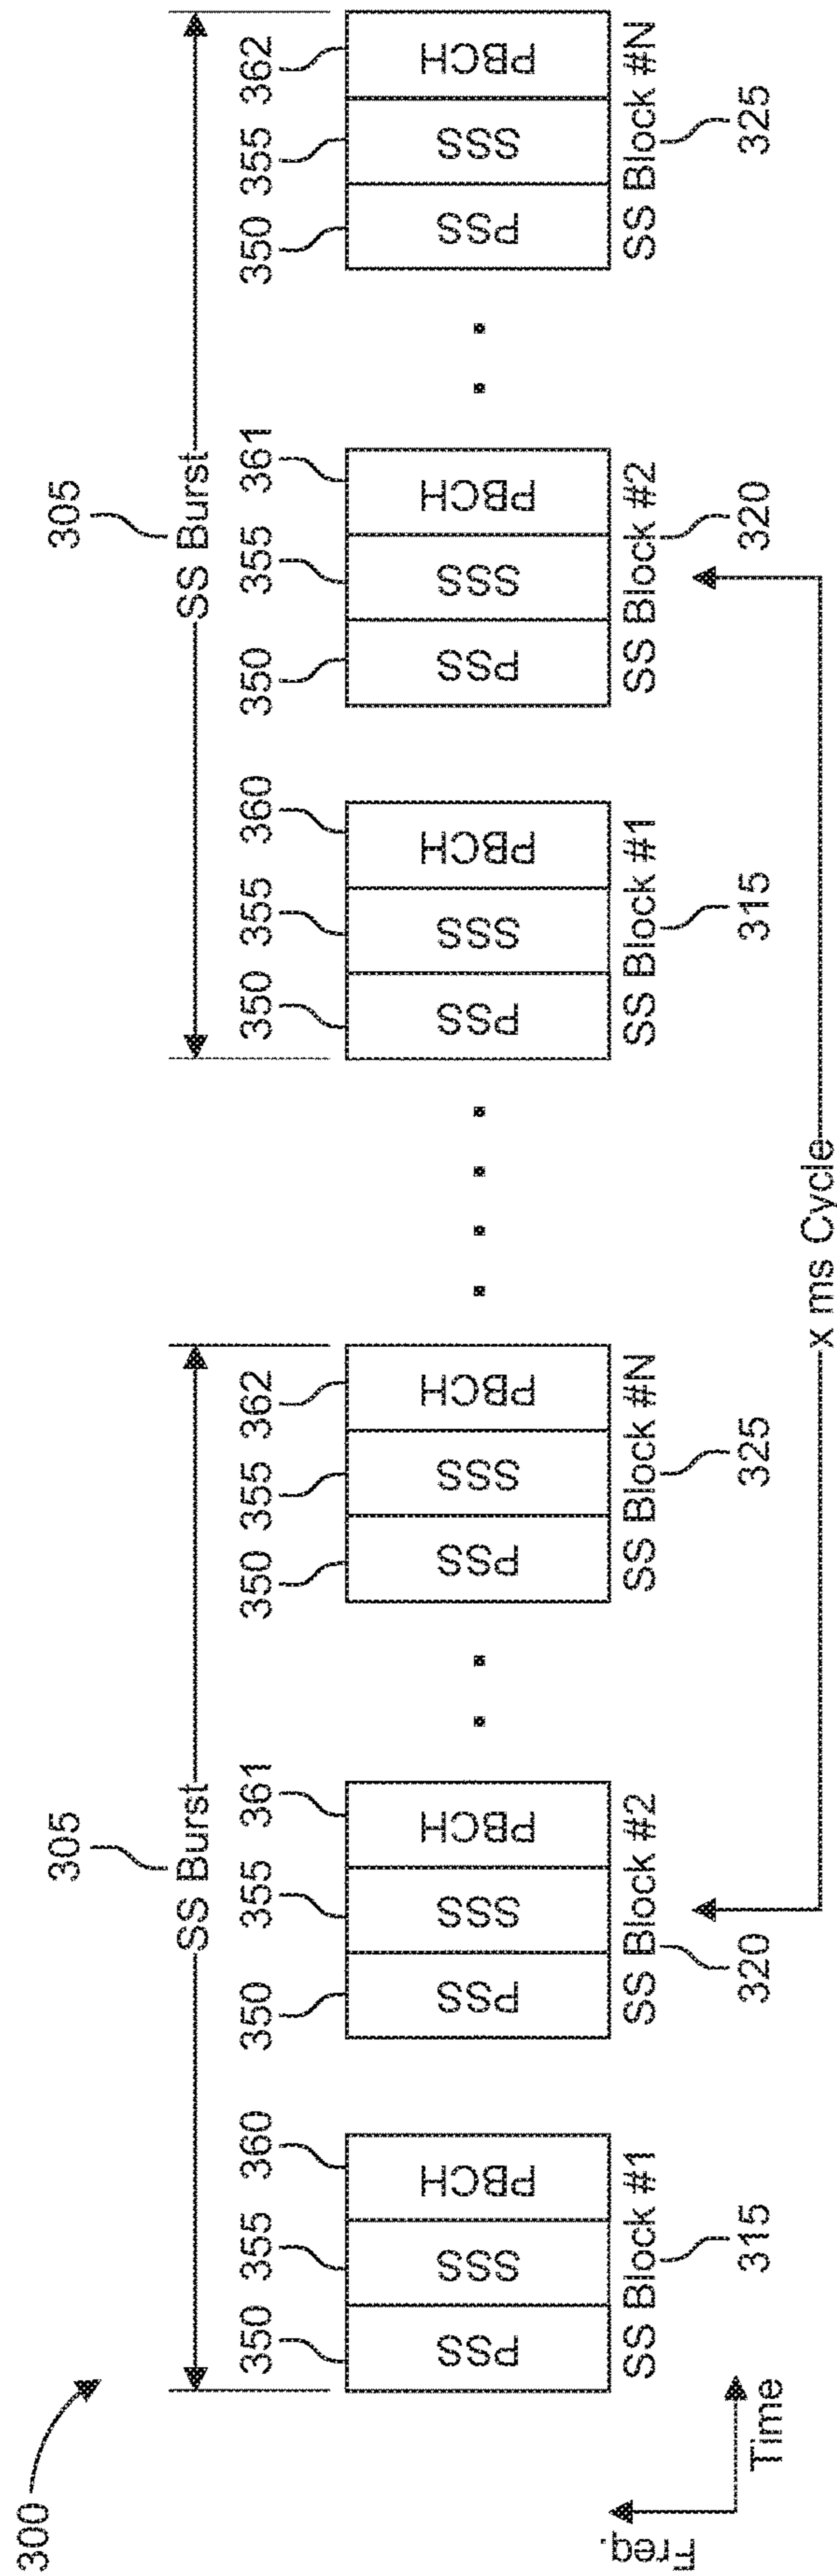 300
305
305
SS Burst
SS Burst
350 355 360 350 355 361 350 355 362 350 355 360 350 355 361 350 355 362
PSS SSS PBCH PSS SSS PBCH . . PSS SSS PBCH . . . . PSS SSS PBCH PSS SSS PBCH . . PSS SSS PBCH
SS Block #1 SS Block #2 SS Block #N SS Block #1 SS Block #2 SS Block #N
315 320 325 315 320 325
x ms Cycle
Freq.
Time